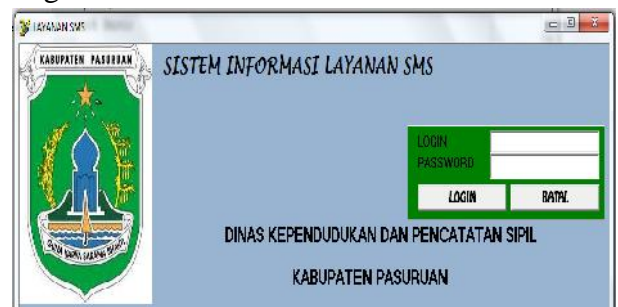 LAYANAN SMS
KABUPATEN PASURUAN
SISTEM INFORMASI LAYANAN SMS
LOGIN
PASSWORD
LOGIN BATAL
DINAS KEPENDUDUKAN DAN PENCATATAN SIPIL
KABUPATEN PASURUAN